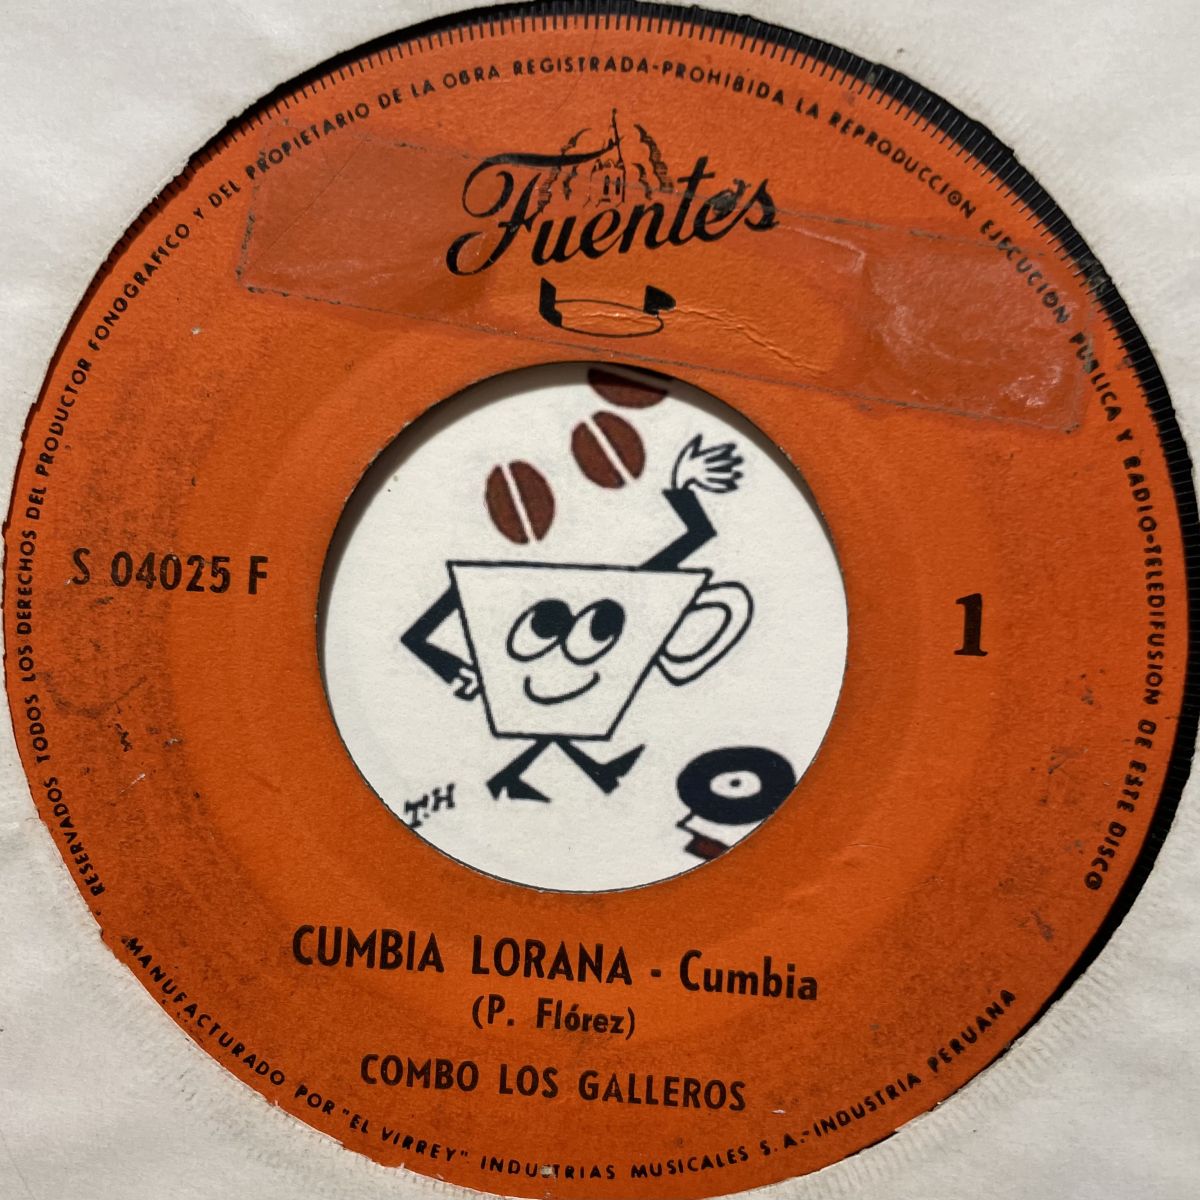 RESERVADOS TODOS LOS DERECHOS DEL PRODUCTOR FONOGRAFICO Y DEL PROPIETARIO DE LA OBRA REGISTRADA-PROHIBIDA LA REPRODUCCION EJECUCION PUBLICA Y RADIO-TELEDIFUSION DE ESTE DISCO
Fuentes
S 04025 F
1
T.H
CUMBIA LORANA - Cumbia
(P. Flórez)
COMBO LOS GALLEROS
MANUFACTURADO POR "EL VIRREY" INDUSTRIAS MUSICALES S. A.-INDUSTRIA PERUANA